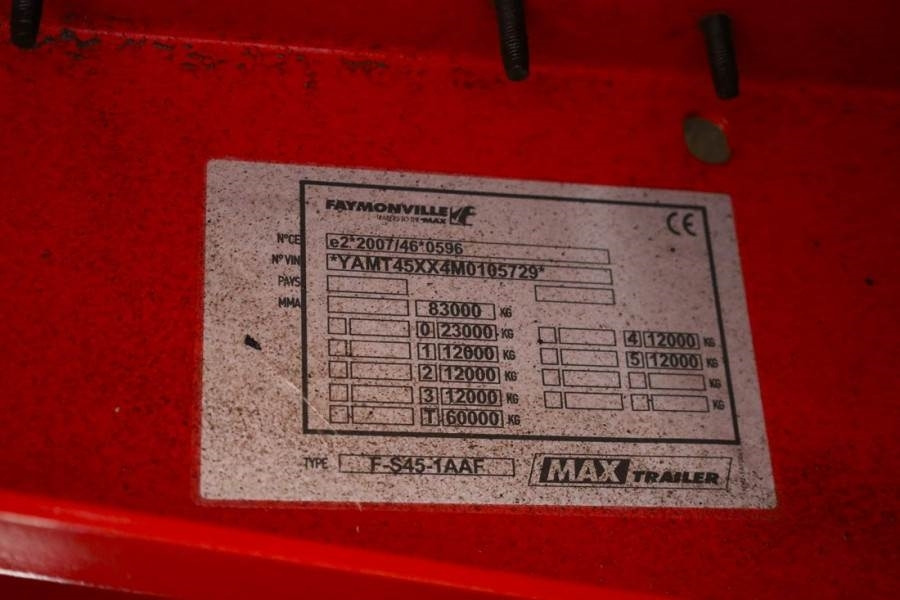 FAYMONVILLE
MAX
CE
N°CE e2*2007/46*0596
N° VIN *YAMT45XX4M0105729*
PAYS
MMA 83000 KG
0 23000 KG 4 12000 KG
1 12000 KG 5 12000 KG
2 12000 KG KG
3 12000 KG KG
T 60000 KG
TYPE F-S45-1AAF MAX TRAILER